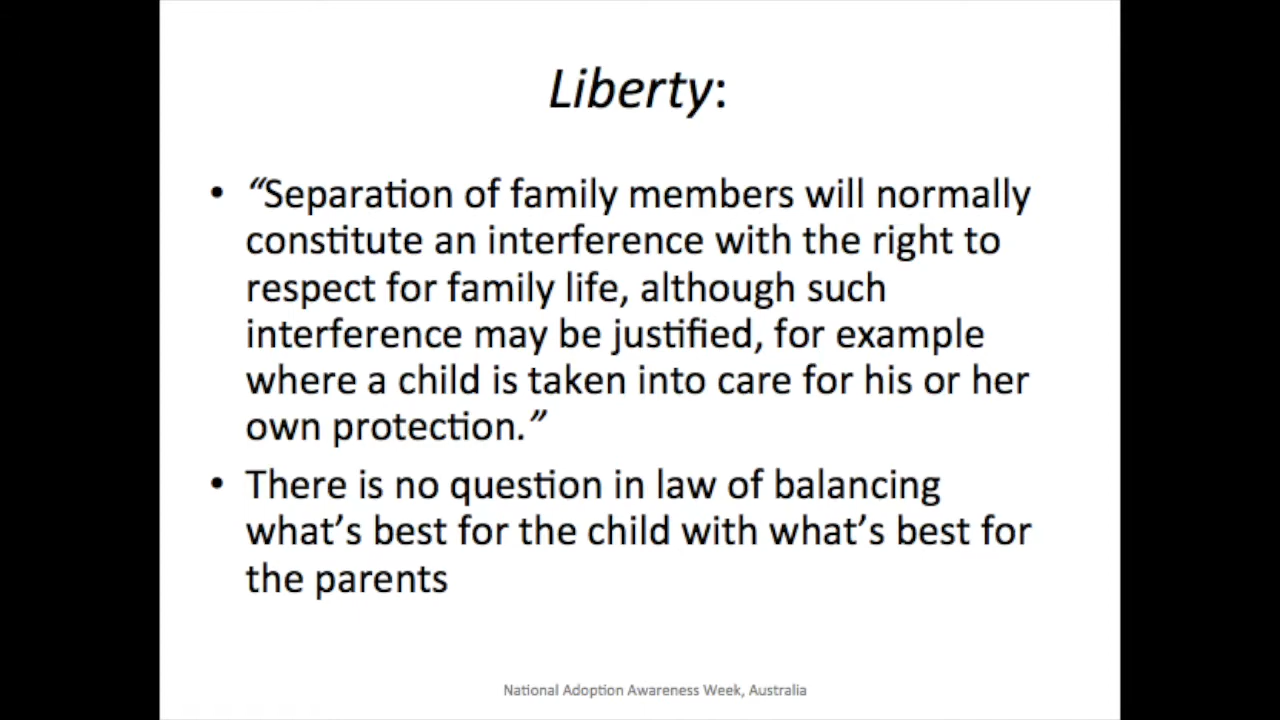 Liberty:
• “Separation of family members will normally
constitute an interference with the right to
respect for family life, although such
interference may be justified, for example
where a child is taken into care for his or her
own protection.”
• There is no question in law of balancing
what’s best for the child with what’s best for
the parents
National Adoption Awareness Week, Australia